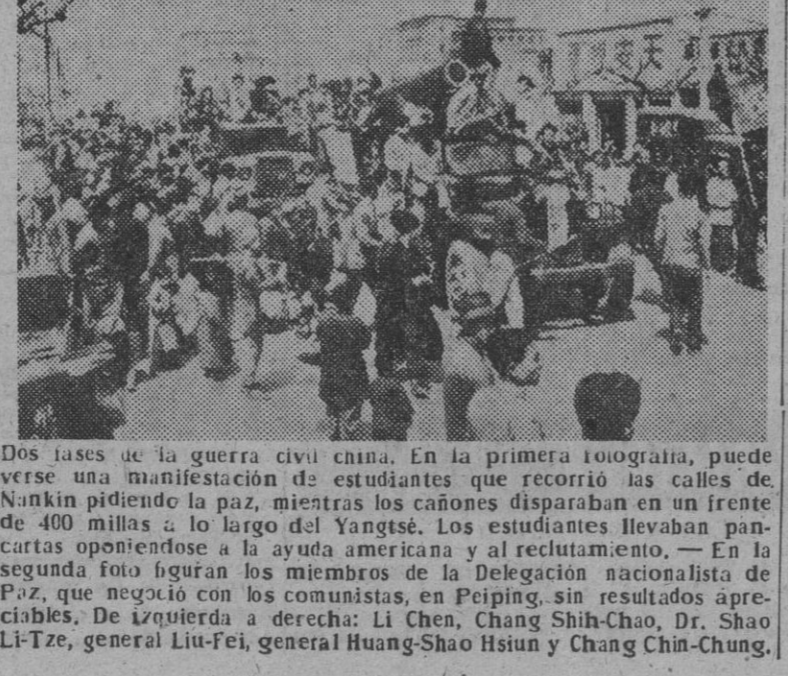 Dos fases de la guerra civil china. En la primera fotografía, puede
verse una manifestación de estudiantes que recorrió las calles de
Nankín pidiendo la paz, mientras los cañones disparaban en un frente
de 400 millas a lo largo del Yangtsé. Los estudiantes llevaban pan-
cartas oponiendose a la ayuda americana y al reclutamiento. — En la
segunda foto figuran los miembros de la Delegación nacionalista de
Paz, que negoció con los comunistas, en Peiping, sin resultados apre-
ciables. De izquierda a derecha: Li Chen, Chang Shih-Chao, Dr. Shao
Li-Tze, general Liu-Fei, general Huang-Shao Hsiun y Chang Chin-Chung.